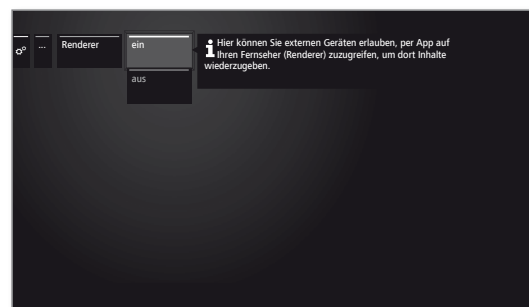 ... Renderer ein
aus
Hier können Sie externen Geräten erlauben, per App auf
Ihren Fernseher (Renderer) zuzugreifen, um dort Inhalte
wiederzugeben.